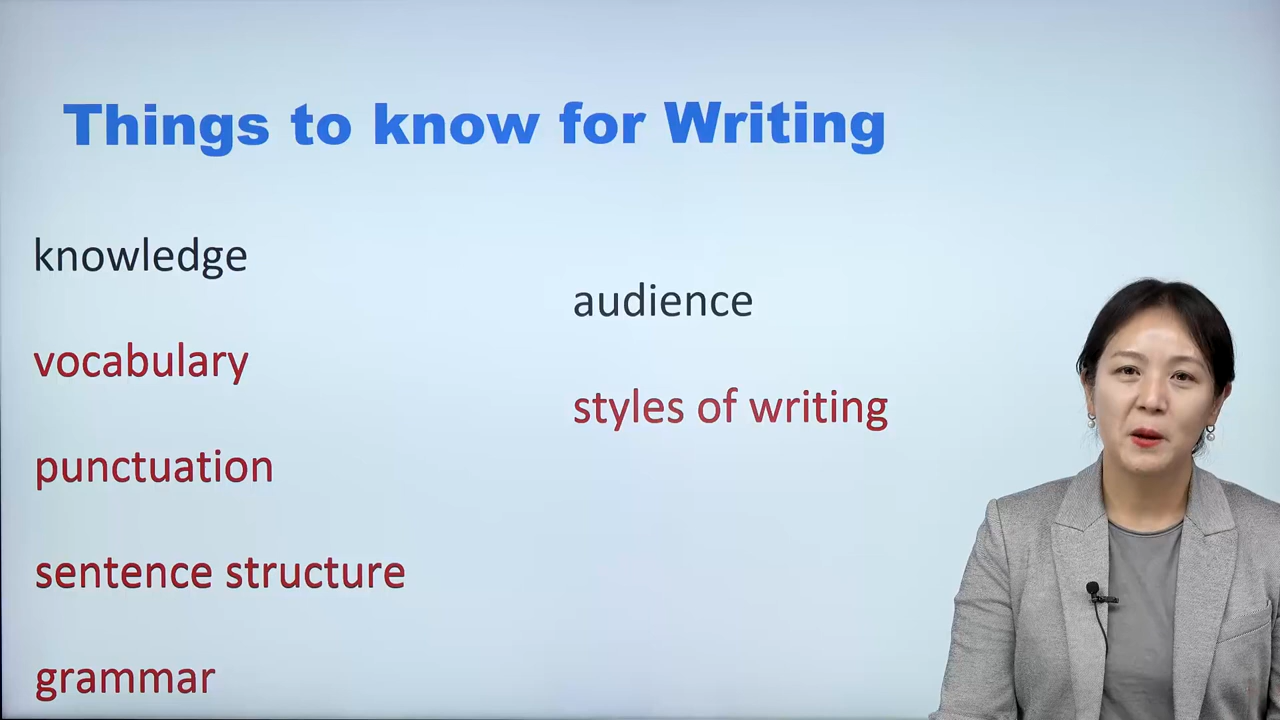 Things to know for Writing
knowledge
vocabulary
punctuation
sentence structure
grammar
audience
styles of writing